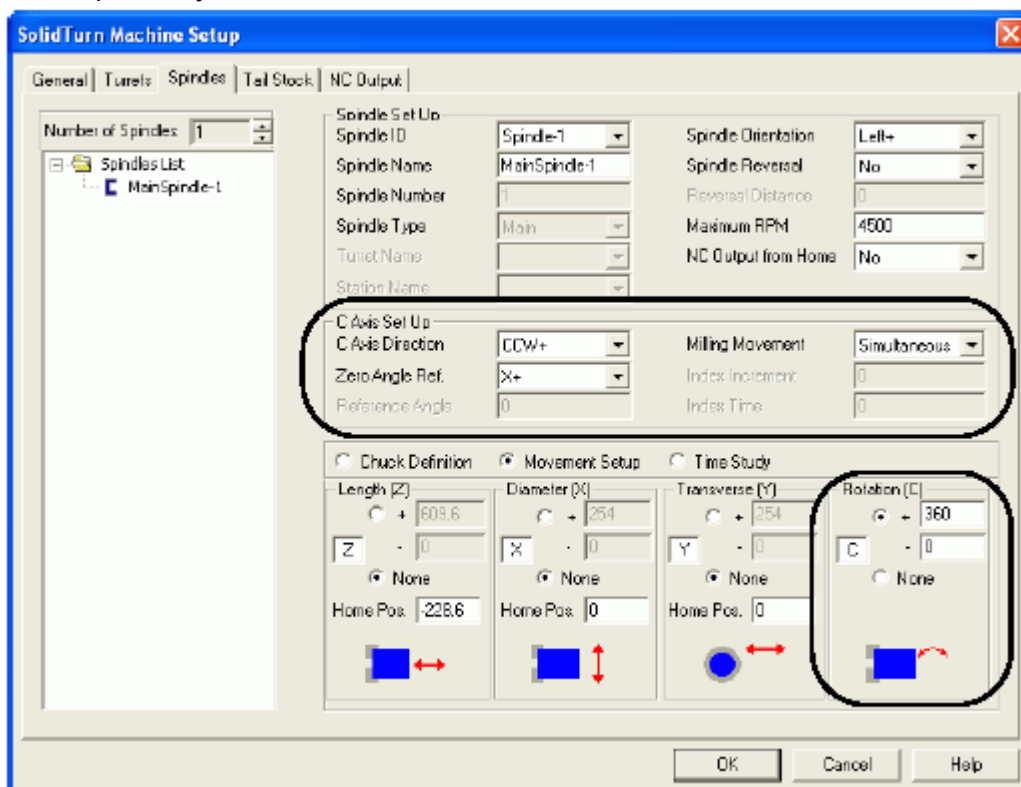 SolidTurn Machine Setup
General Turrets Spindles Tail Stock NC Output
Number of Spindles 1
Spindles List
MainSpindle-1
Spindle Set Up
Spindle ID Spindle-1 Spindle Orientation Left+
Spindle Name MainSpindle-1 Spindle Reversal No
Spindle Number 1 Reversal Distance 0
Spindle Type Main Maximum RPM 4500
Turret Name NC Output from Home No
Station Name
C Axis Set Up
C Axis Direction CCW+ Milling Movement Simultaneous
Zero Angle Ref. X+ Index Increment 0
Reference Angle 0 Index Time 0
Chuck Definition Movement Setup Time Study
Length (Z) Diameter (X) Transverse (Y) Rotation (C)
+ 609.6 + 254 + 254 + 360
Z - 0 X - 0 Y - 0 C - 0
None None None None
Home Pos. -228.6 Home Pos. 0 Home Pos. 0
OK Cancel Help